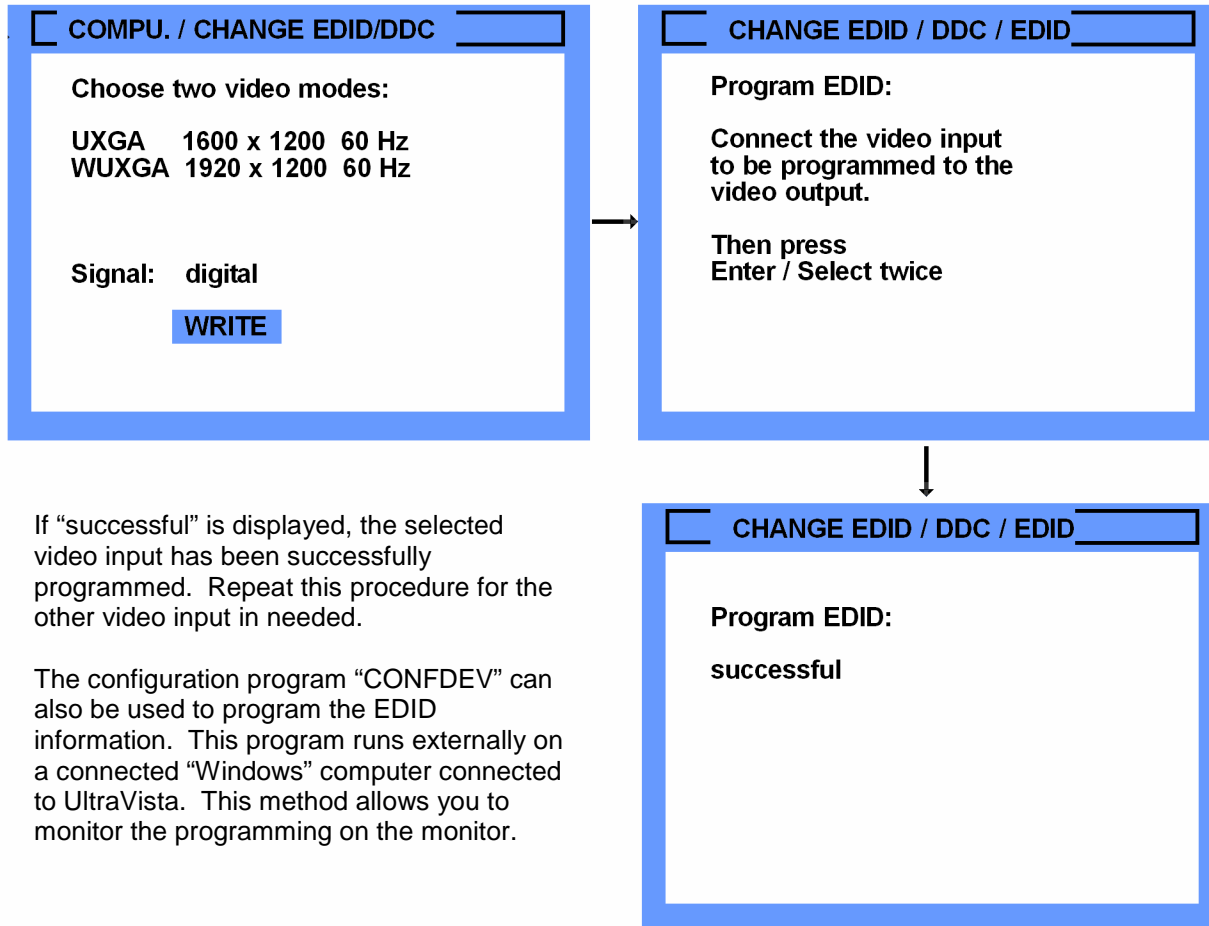 COMPU. / CHANGE EDID/DDC
Choose two video modes:
UXGA 1600 x 1200 60 Hz
WUXGA 1920 x 1200 60 Hz
Signal: digital
WRITE
CHANGE EDID / DDC / EDID
Program EDID:
Connect the video input
to be programmed to the
video output.
Then press
Enter / Select twice
If “successful” is displayed, the selected
video input has been successfully
programmed. Repeat this procedure for the
other video input in needed.
The configuration program “CONFDEV” can
also be used to program the EDID
information. This program runs externally on
a connected “Windows” computer connected
to UltraVista. This method allows you to
monitor the programming on the monitor.
CHANGE EDID / DDC / EDID
Program EDID:
successful